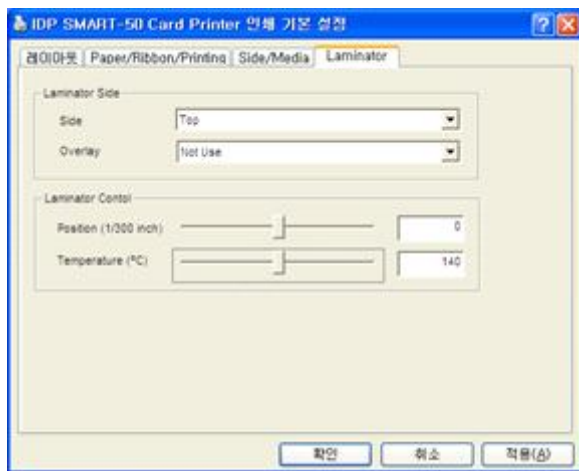 IDP SMART-50 Card Printer 인쇄 기본 설정
레이아웃 Paper/Ribbon/Printing Side/Media Laminator
Laminator Side
Side Top
Overlay Not Use
Laminator Contol
Position (1/300 inch) 0
Temperature (ºC) 140
확인 취소 적용(A)